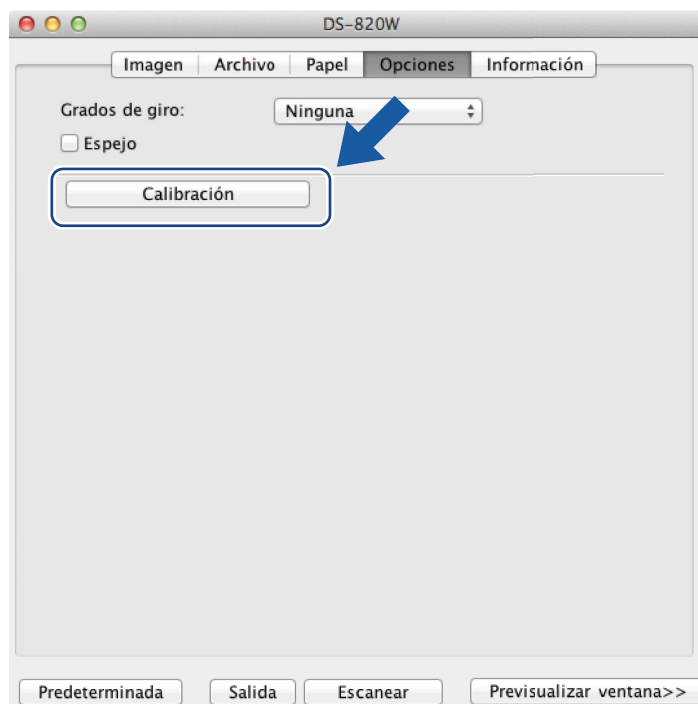 DS-820W
Imagen Archivo Papel Opciones Información
Grados de giro: Ninguna
Espejo
Calibración
Predeterminada Salida Escanear Previsualizar ventana>>